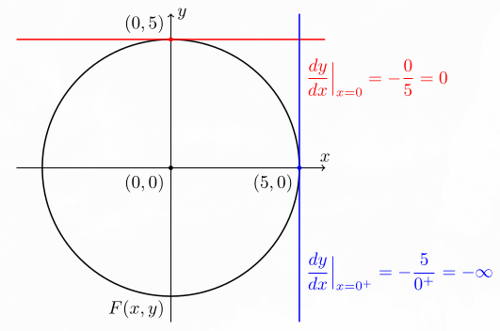 (0, 5)
y
dy/dx|_{x=0} = −0/5 = 0
x
(0, 0)
(5, 0)
dy/dx|_{x=0⁺} = −5/0⁺ = −∞
F(x, y)